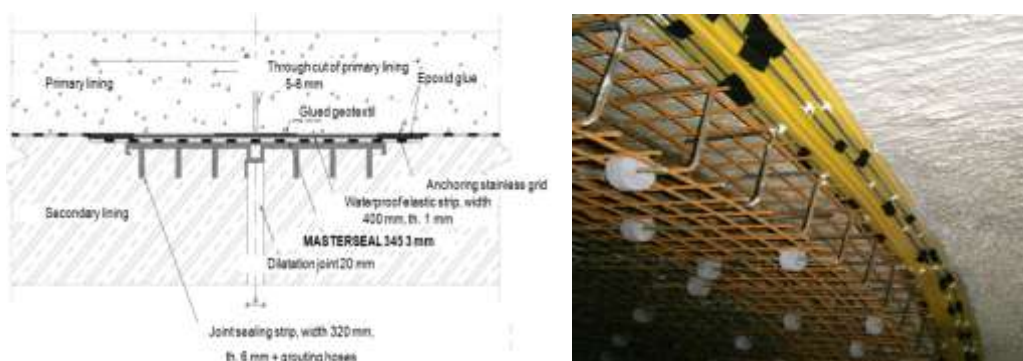 Through cut of primary lining
5-6 mm
Epoxid glue
Primary lining
Glued geotextil
Anchoring stainless grid
Waterproof elastic strip, width
400 mm, th. 1 mm
Secondary lining
MASTERSEAL 345 3 mm
Dilatation joint 20 mm
Joint sealing strip, width 320 mm,
th. 6 mm + grouting hoses